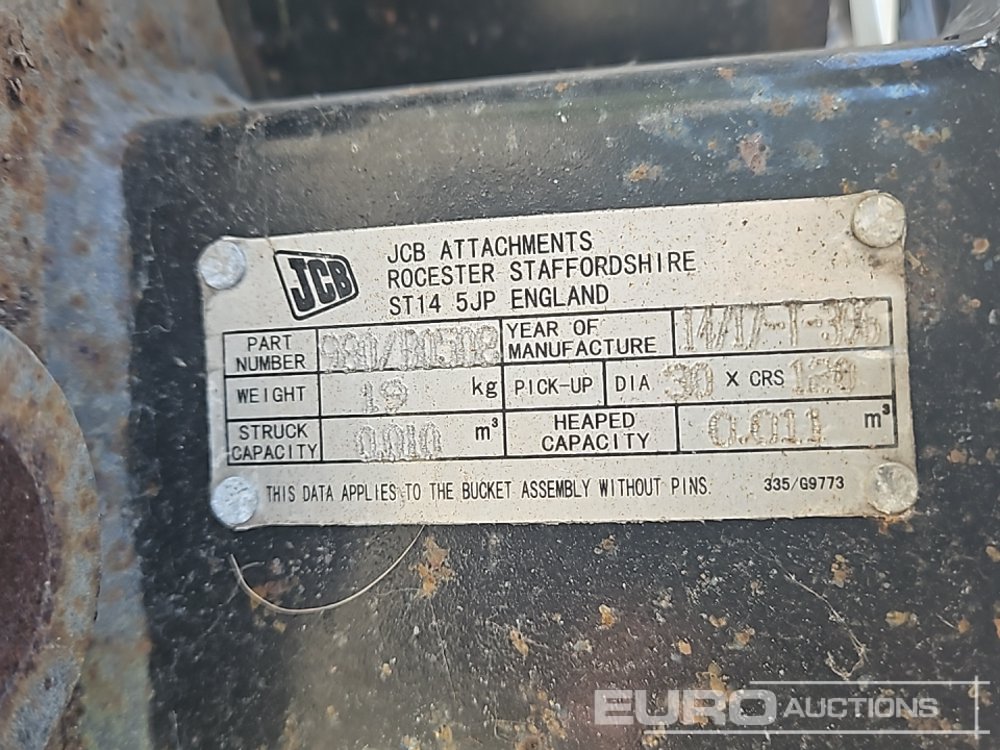 JCB
JCB ATTACHMENTS
ROCESTER STAFFORDSHIRE
ST14 5JP ENGLAND
PART NUMBER
YEAR OF MANUFACTURE
WEIGHT 19 kg PICK-UP DIA 30 X CRS 120
STRUCK CAPACITY 0.010 m³ HEAPED CAPACITY 0.011 m³
THIS DATA APPLIES TO THE BUCKET ASSEMBLY WITHOUT PINS. 335/G9773
EURO AUCTIONS